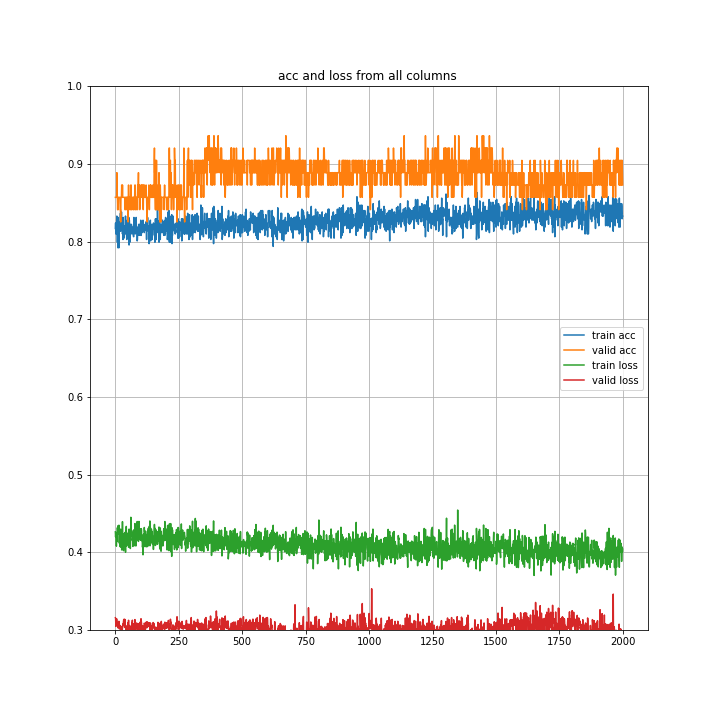 acc and loss from all columns
1.0
0.9
0.8
0.7
0.6
0.5
0.4
0.3
train acc
valid acc
train loss
valid loss
0 250 500 750 1000 1250 1500 1750 2000